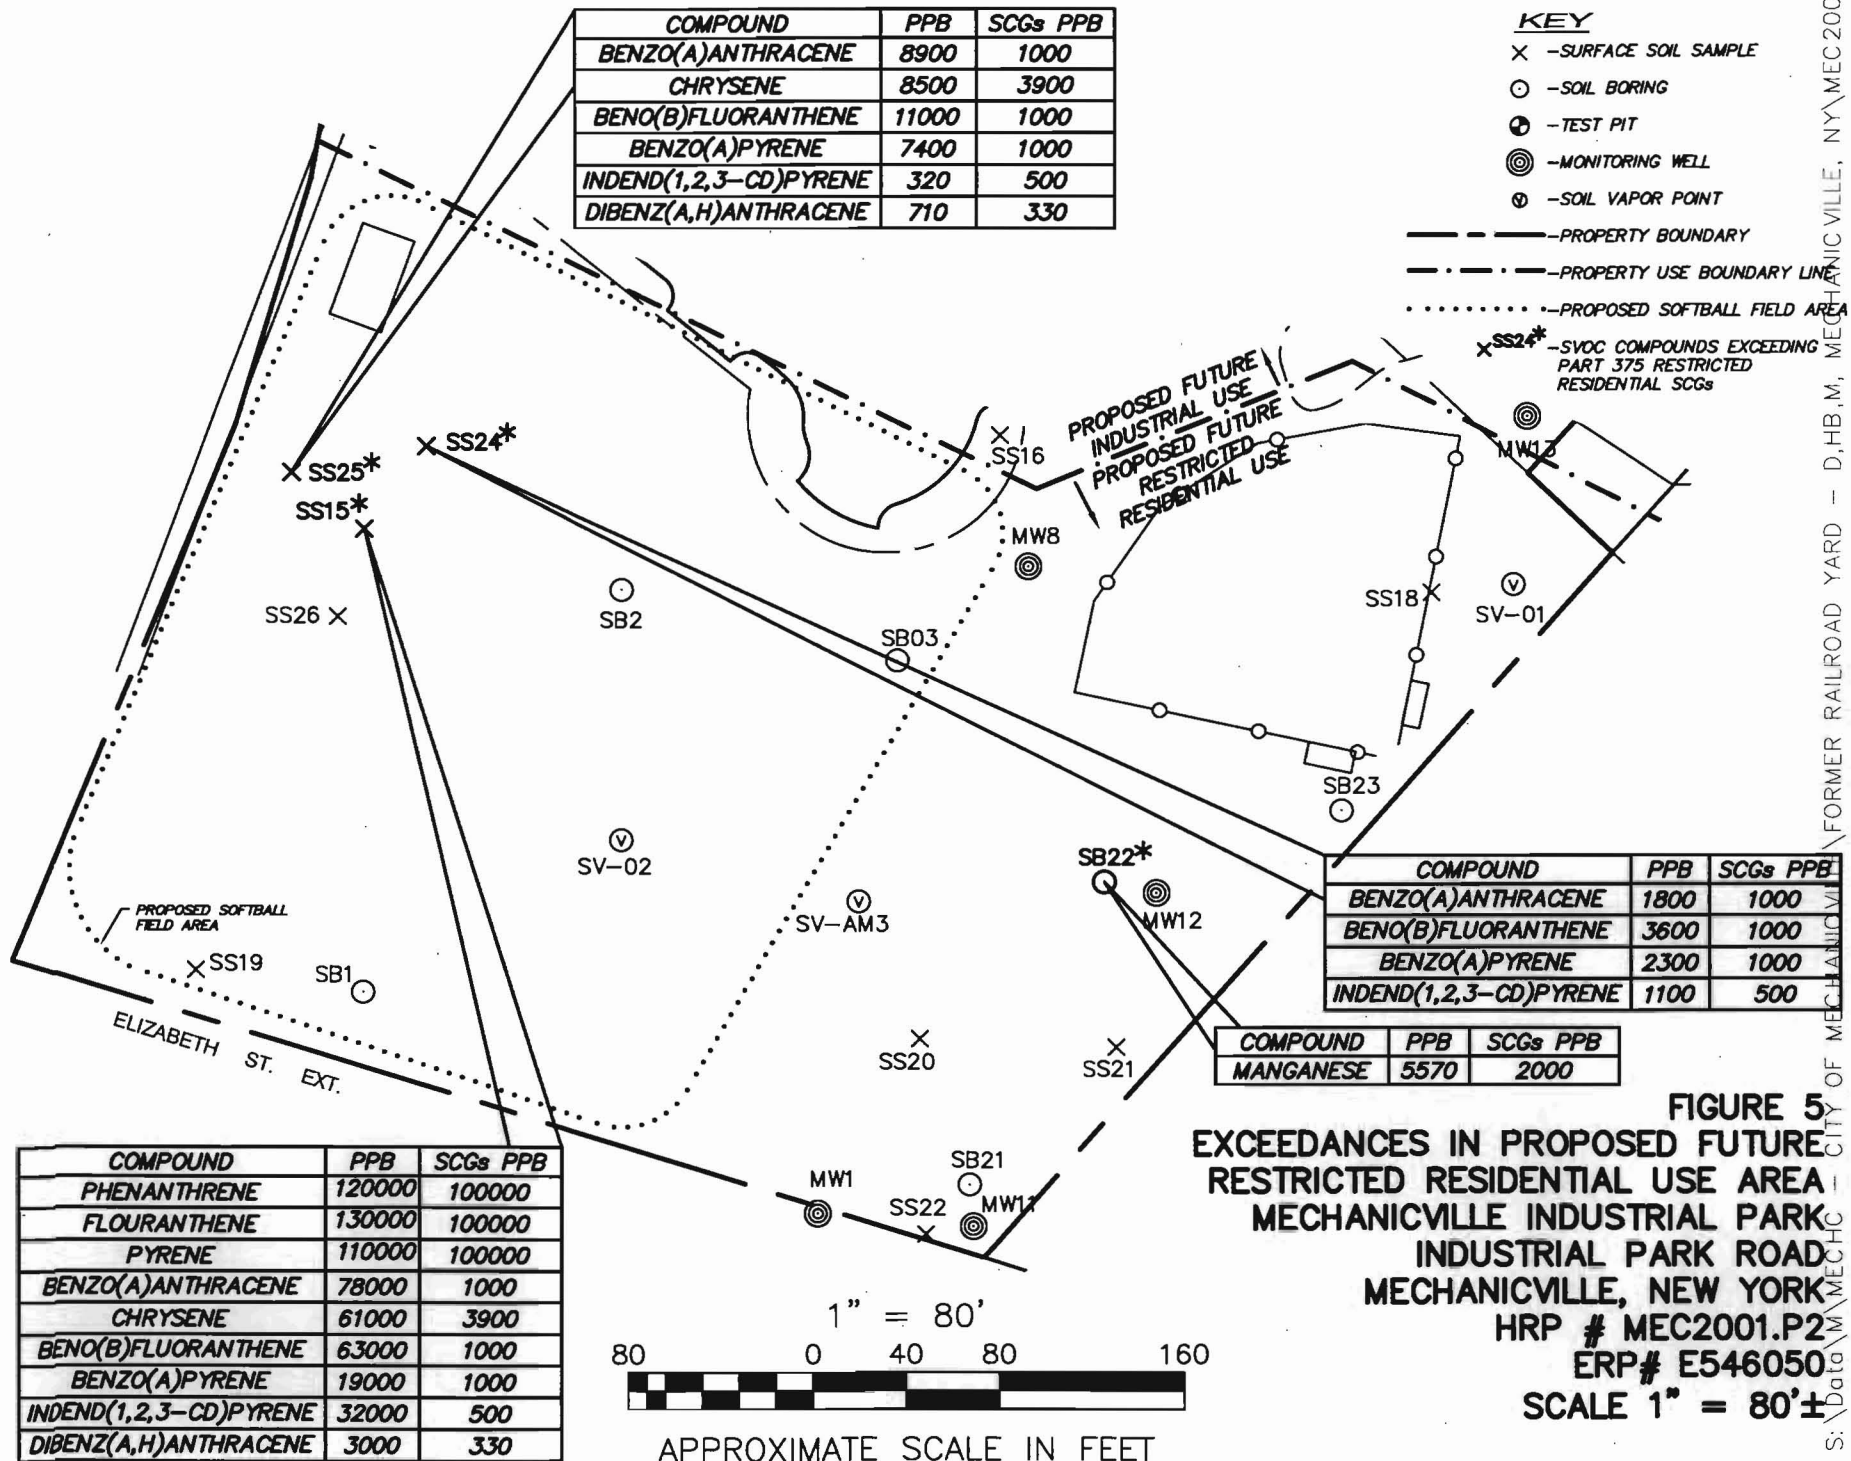 COMPOUND PPB SCGs PPB
BENZO(A)ANTHRACENE 8900 1000
CHRYSENE 8500 3900
BENO(B)FLUORANTHENE 11000 1000
BENZO(A)PYRENE 7400 1000
INDEND(1,2,3-CD)PYRENE 320 500
DIBENZ(A,H)ANTHRACENE 710 330
KEY
-SURFACE SOIL SAMPLE
-SOIL BORING
-TEST PIT
-MONITORING WELL
V -SOIL VAPOR POINT
-PROPERTY BOUNDARY
-PROPERTY USE BOUNDARY LINE
-PROPOSED SOFTBALL FIELD AREA
SS24* -SVOC COMPOUNDS EXCEEDING
PART 375 RESTRICTED
RESIDENTIAL SCGs
PROPOSED FUTURE
INDUSTRIAL USE
PROPOSED FUTURE
RESTRICTED
RESIDENTIAL USE
SS24*
SS25*
SS15*
SS16
MW13
MW8
SS26
SB2
SB03
SS18
V
SV-01
SB23
V
SV-02
V
SV-AM3
SB22*
MW12
PROPOSED SOFTBALL
FIELD AREA
SS19
SB1
ELIZABETH ST. EXT.
SS20
SS21
SB21
MW1
SS22
MW11
COMPOUND PPB SCGs PPB
BENZO(A)ANTHRACENE 1800 1000
BENO(B)FLUORANTHENE 3600 1000
BENZO(A)PYRENE 2300 1000
INDEND(1,2,3-CD)PYRENE 1100 500
COMPOUND PPB SCGs PPB
MANGANESE 5570 2000
COMPOUND PPB SCGs PPB
PHENANTHRENE 120000 100000
FLOURANTHENE 130000 100000
PYRENE 110000 100000
BENZO(A)ANTHRACENE 78000 1000
CHRYSENE 61000 3900
BENO(B)FLUORANTHENE 63000 1000
BENZO(A)PYRENE 19000 1000
INDEND(1,2,3-CD)PYRENE 32000 500
DIBENZ(A,H)ANTHRACENE 3000 330
1" = 80'
80 0 40 80 160
APPROXIMATE SCALE IN FEET
FIGURE 5
EXCEEDANCES IN PROPOSED FUTURE
RESTRICTED RESIDENTIAL USE AREA
MECHANICVILLE INDUSTRIAL PARK
INDUSTRIAL PARK ROAD
MECHANICVILLE, NEW YORK
HRP # MEC2001.P2
ERP# E546050
SCALE 1" = 80'±
S:\Data\M\MECHC - CITY OF MECHANICVILLE\FORMER RAILROAD YARD - D,HB,M, MECHANICVILLE, NY\MEC200